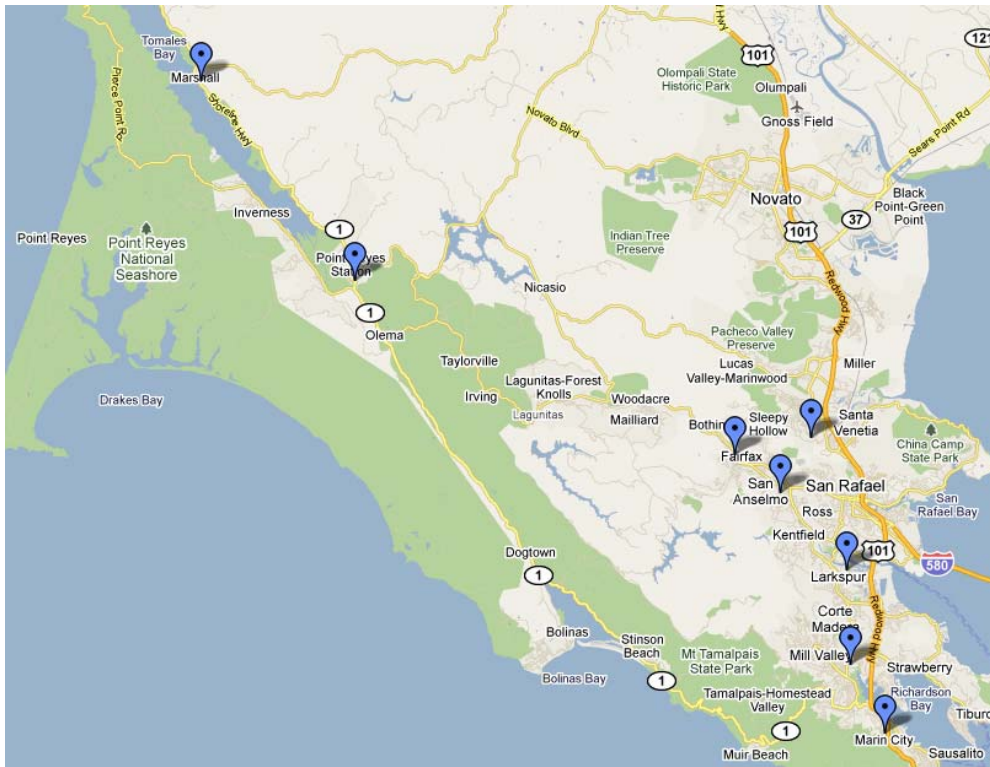 Hwy
121
Tomales
Bay
101
Marshall
Olompali State
Historic Park
Olumpali
Pierce Point Rd
Shoreline Hwy
Gnoss Field
Novato Blvd
Sears Point Rd
Novato
Black
Point-Green
Point
Inverness
37
1
101
Point Reyes
Point Reyes
National
Seashore
Indian Tree
Preserve
Station
Redwood Hwy
Nicasio
1
Olema
Pacheco Valley
Preserve
Taylorville
Lucas
Valley-Marinwood
Miller
Lagunitas-Forest
Knolls
Irving
Woodacre
Drakes Bay
Lagunitas
Mailliard
Sleepy
Hollow
Santa
Venetia
China Camp
State Park
Fairfax
San
Anselmo
San Rafael
San
Rafael Bay
Ross
Kentfield
Dogtown
101
580
1
Larkspur
Redwood Hwy
Corte
Madera
Bolinas
Stinson
Beach
Mt Tamalpais
State Park
Mill Valley
Strawberry
Bolinas Bay
1
Tamalpais-Homestead
Valley
Richardson
Bay
1
Marin City
Muir Beach
Sausalito